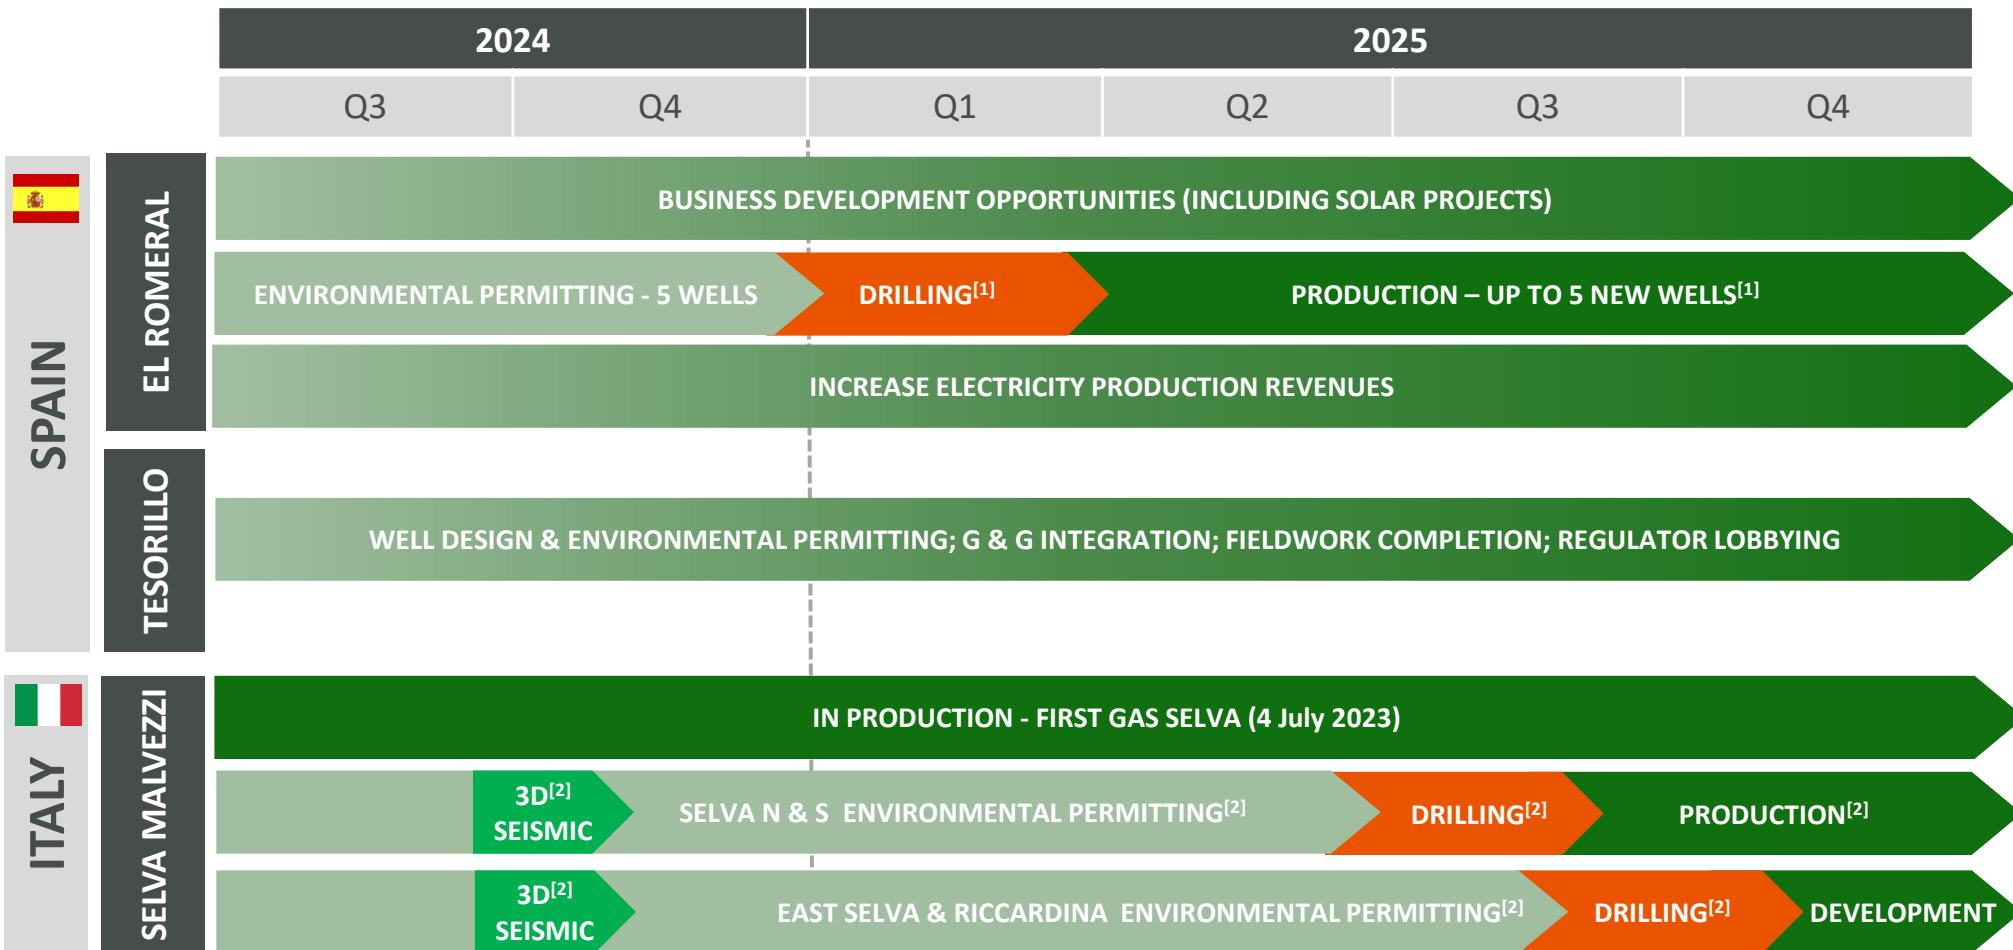 2024
2025
Q3
Q4
Q1
Q2
Q3
Q4
SPAIN
EL ROMERAL
BUSINESS DEVELOPMENT OPPORTUNITIES (INCLUDING SOLAR PROJECTS)
ENVIRONMENTAL PERMITTING - 5 WELLS
DRILLING[1]
PRODUCTION – UP TO 5 NEW WELLS[1]
INCREASE ELECTRICITY PRODUCTION REVENUES
TESORILLO
WELL DESIGN & ENVIRONMENTAL PERMITTING; G & G INTEGRATION; FIELDWORK COMPLETION; REGULATOR LOBBYING
ITALY
SELVA MALVEZZI
IN PRODUCTION - FIRST GAS SELVA (4 July 2023)
3D[2]
SEISMIC
SELVA N & S ENVIRONMENTAL PERMITTING[2]
DRILLING[2]
PRODUCTION[2]
3D[2]
SEISMIC
EAST SELVA & RICCARDINA ENVIRONMENTAL PERMITTING[2]
DRILLING[2]
DEVELOPMENT